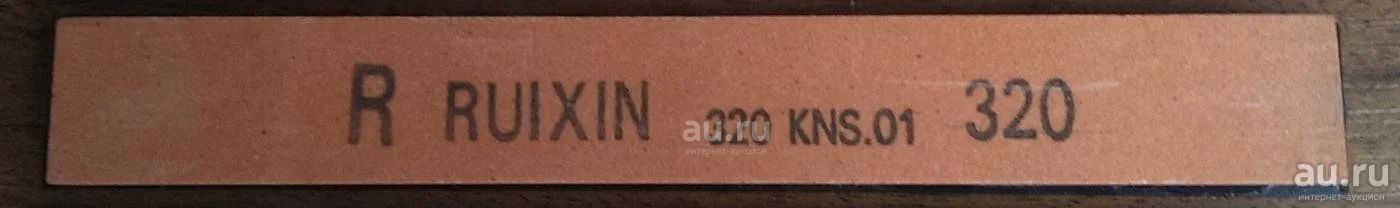 R RUIXIN 320 KNS.01 320
au.ru
интернет-аукцион
au.ru
интернет-аукцион